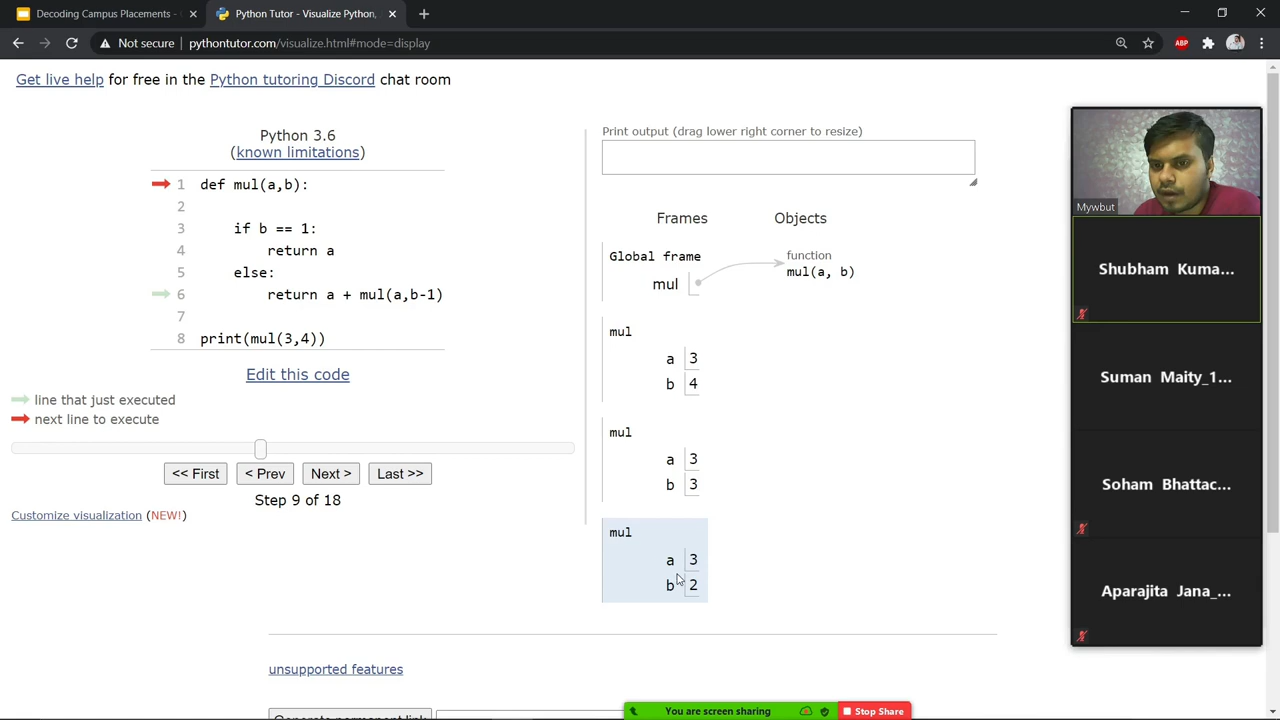 Decoding Campus Placements -
Python Tutor - Visualize Python,
Not secure
pythontutor.com/visualize.html#mode=display
ABP
Get live help for free in the Python tutoring Discord chat room
Python 3.6
(known limitations)
1 def mul(a,b):
2
3 if b == 1:
4 return a
5 else:
6 return a + mul(a,b-1)
7
8 print(mul(3,4))
Edit this code
line that just executed
next line to execute
<< First
< Prev
Next >
Last >>
Step 9 of 18
Customize visualization (NEW!)
Print output (drag lower right corner to resize)
Frames
Objects
Global frame
mul
function
mul(a, b)
mul
a 3
b 4
mul
a 3
b 3
mul
a 3
b 2
unsupported features
Generate permanent link
Mywbut
Shubham Kuma...
Suman Maity_1...
Soham Bhattac...
Aparajita Jana_...
You are screen sharing
Stop Share